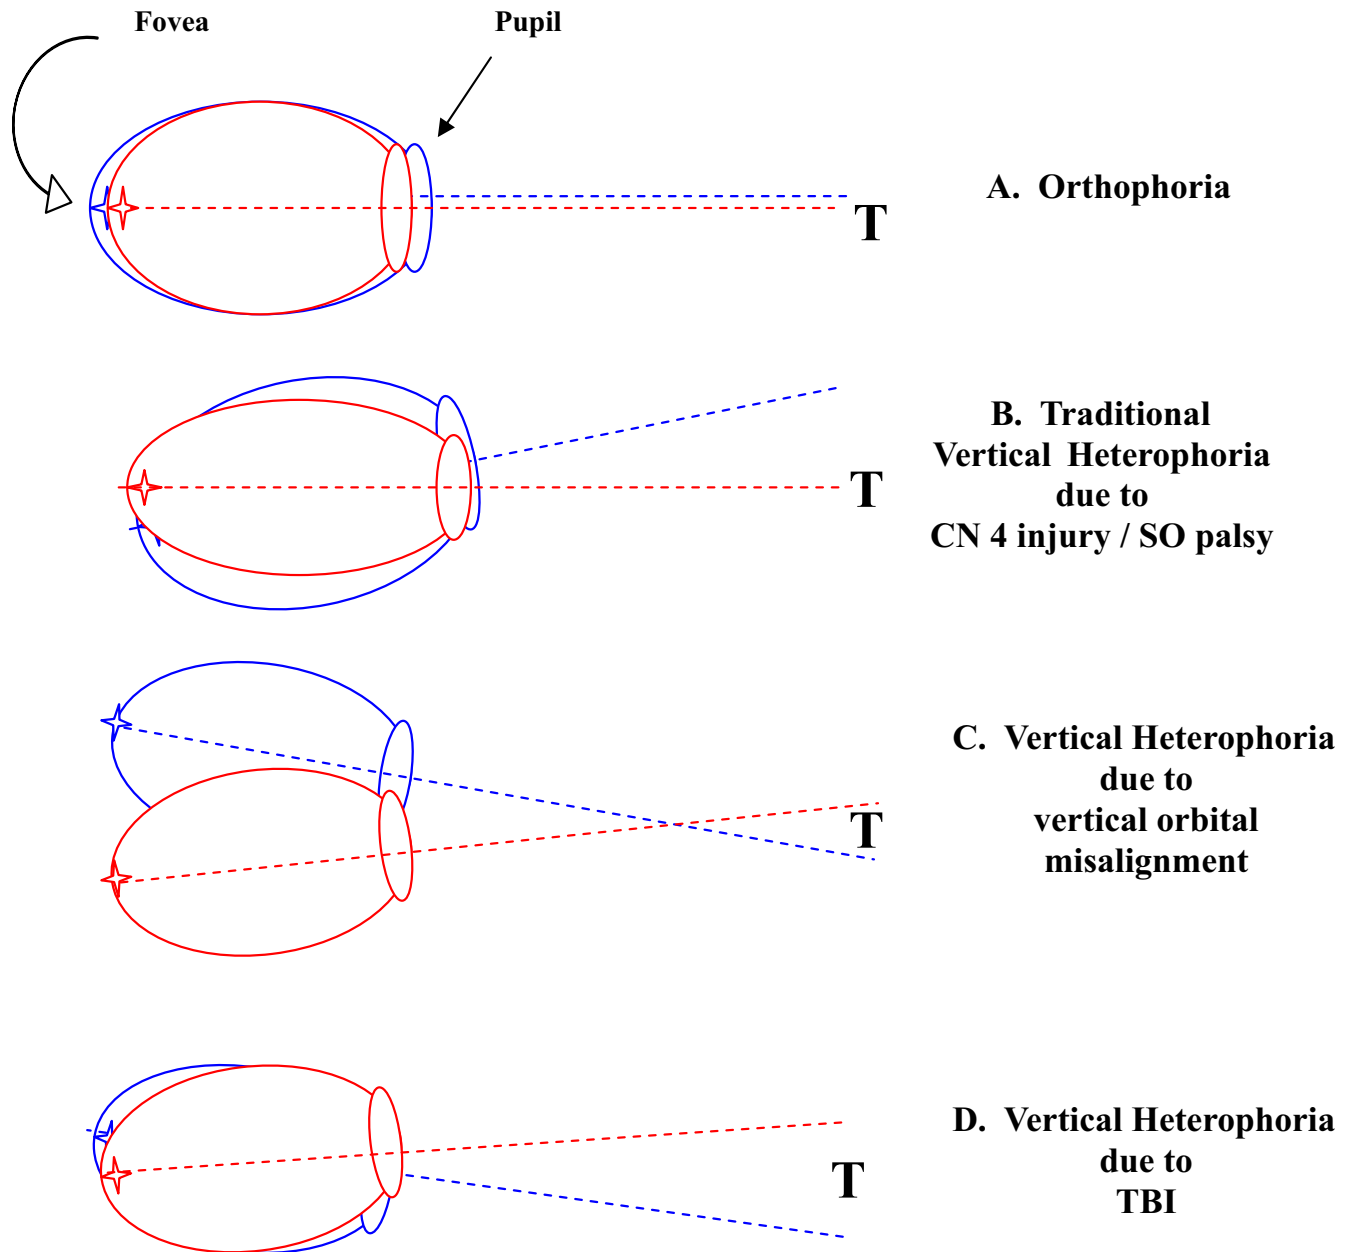 Fovea
Pupil
A. Orthophoria
T
B. Traditional
Vertical Heterophoria
due to
CN 4 injury / SO palsy
T
C. Vertical Heterophoria
due to
vertical orbital
misalignment
T
D. Vertical Heterophoria
due to
TBI
T